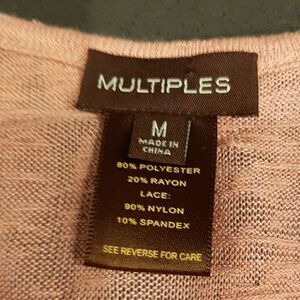 MULTIPLES
M
MADE IN
CHINA
80% POLYESTER
20% RAYON
LACE:
90% NYLON
10% SPANDEX
SEE REVERSE FOR CARE